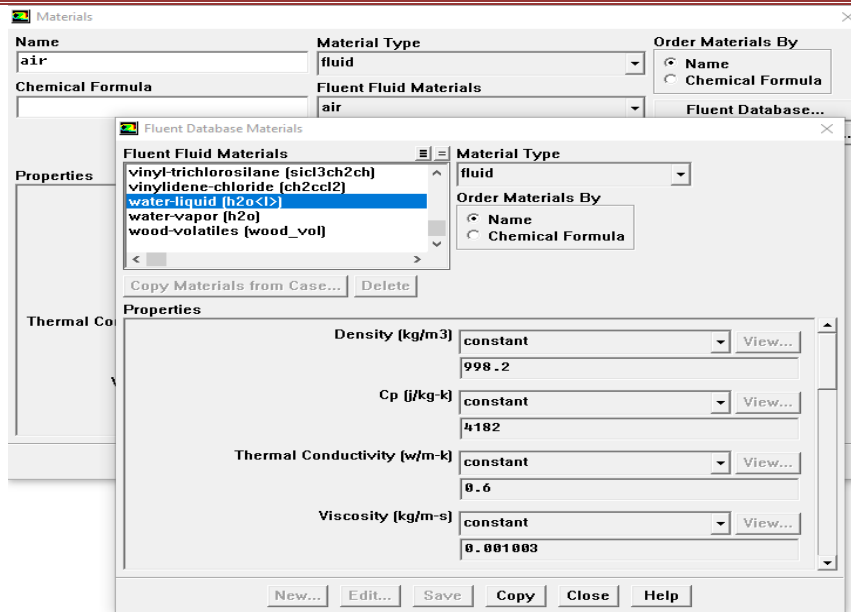 Materials
Name
air
Material Type
fluid
Order Materials By
Name
Chemical Formula
Chemical Formula
Fluent Fluid Materials
air
Fluent Database...
Properties
Fluent Database Materials
Fluent Fluid Materials
vinyl-trichlorosilane (sicl3ch2ch)
vinylidene-chloride (ch2ccl2)
water-liquid (h2o<l>)
water-vapor (h2o)
wood-volatiles (wood_vol)
Material Type
fluid
Order Materials By
Name
Chemical Formula
Copy Materials from Case... Delete
Properties
Thermal Co
Density (kg/m3) constant View...
998.2
Cp (j/kg-k) constant View...
4182
Thermal Conductivity (w/m-k) constant View...
0.6
Viscosity (kg/m-s) constant View...
0.001003
New... Edit... Save Copy Close Help